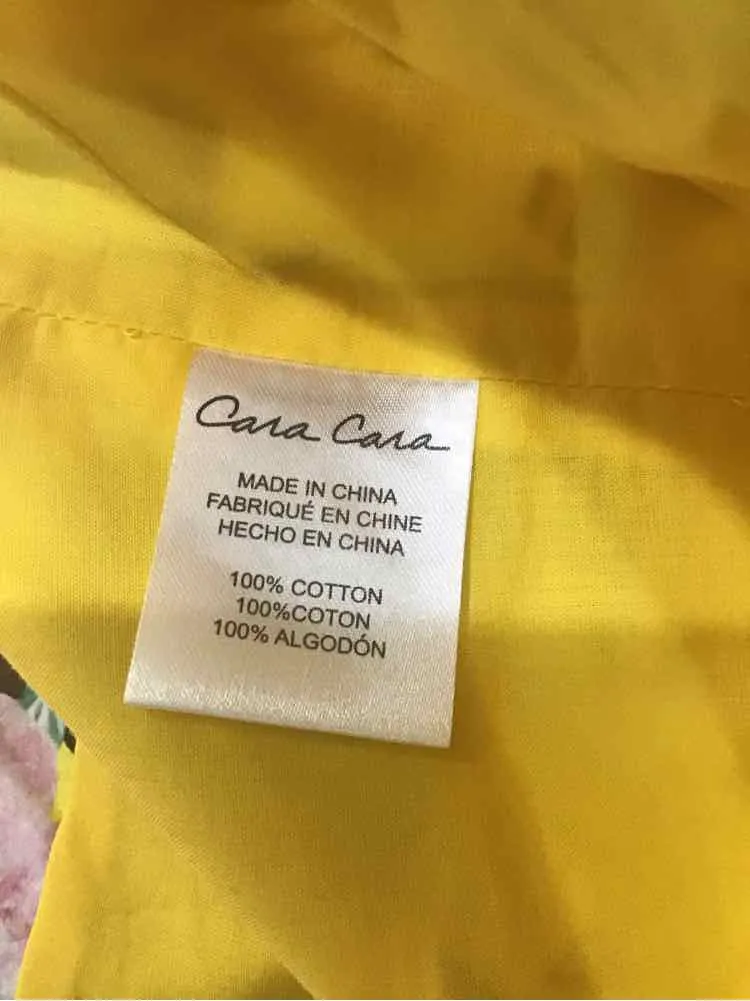 Cara Cara
MADE IN CHINA
FABRIQUÉ EN CHINE
HECHO EN CHINA
100% COTTON
100%COTON
100% ALGODÓN